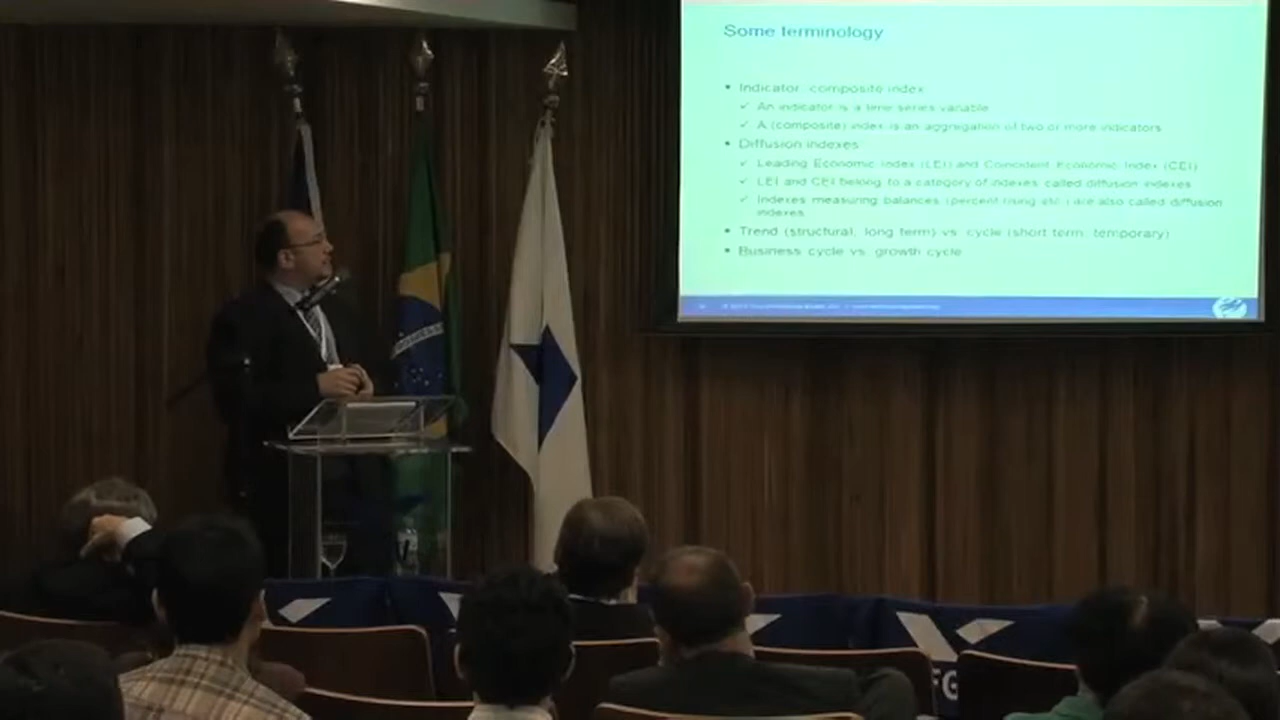 Some terminology
Indicator, composite index
An indicator is a time series variable
A (composite) index is an aggregation of two or more indicators
Diffusion indexes
Leading Economic Index (LEI) and Coincident Economic Index (CEI)
LEI and CEI belong to a category of indexes called diffusion indexes
Indexes measuring balances (percent rising etc.) are also called diffusion
indexes
Trend (structural, long term) vs. cycle (short term, temporary)
Business cycle vs. growth cycle
FG